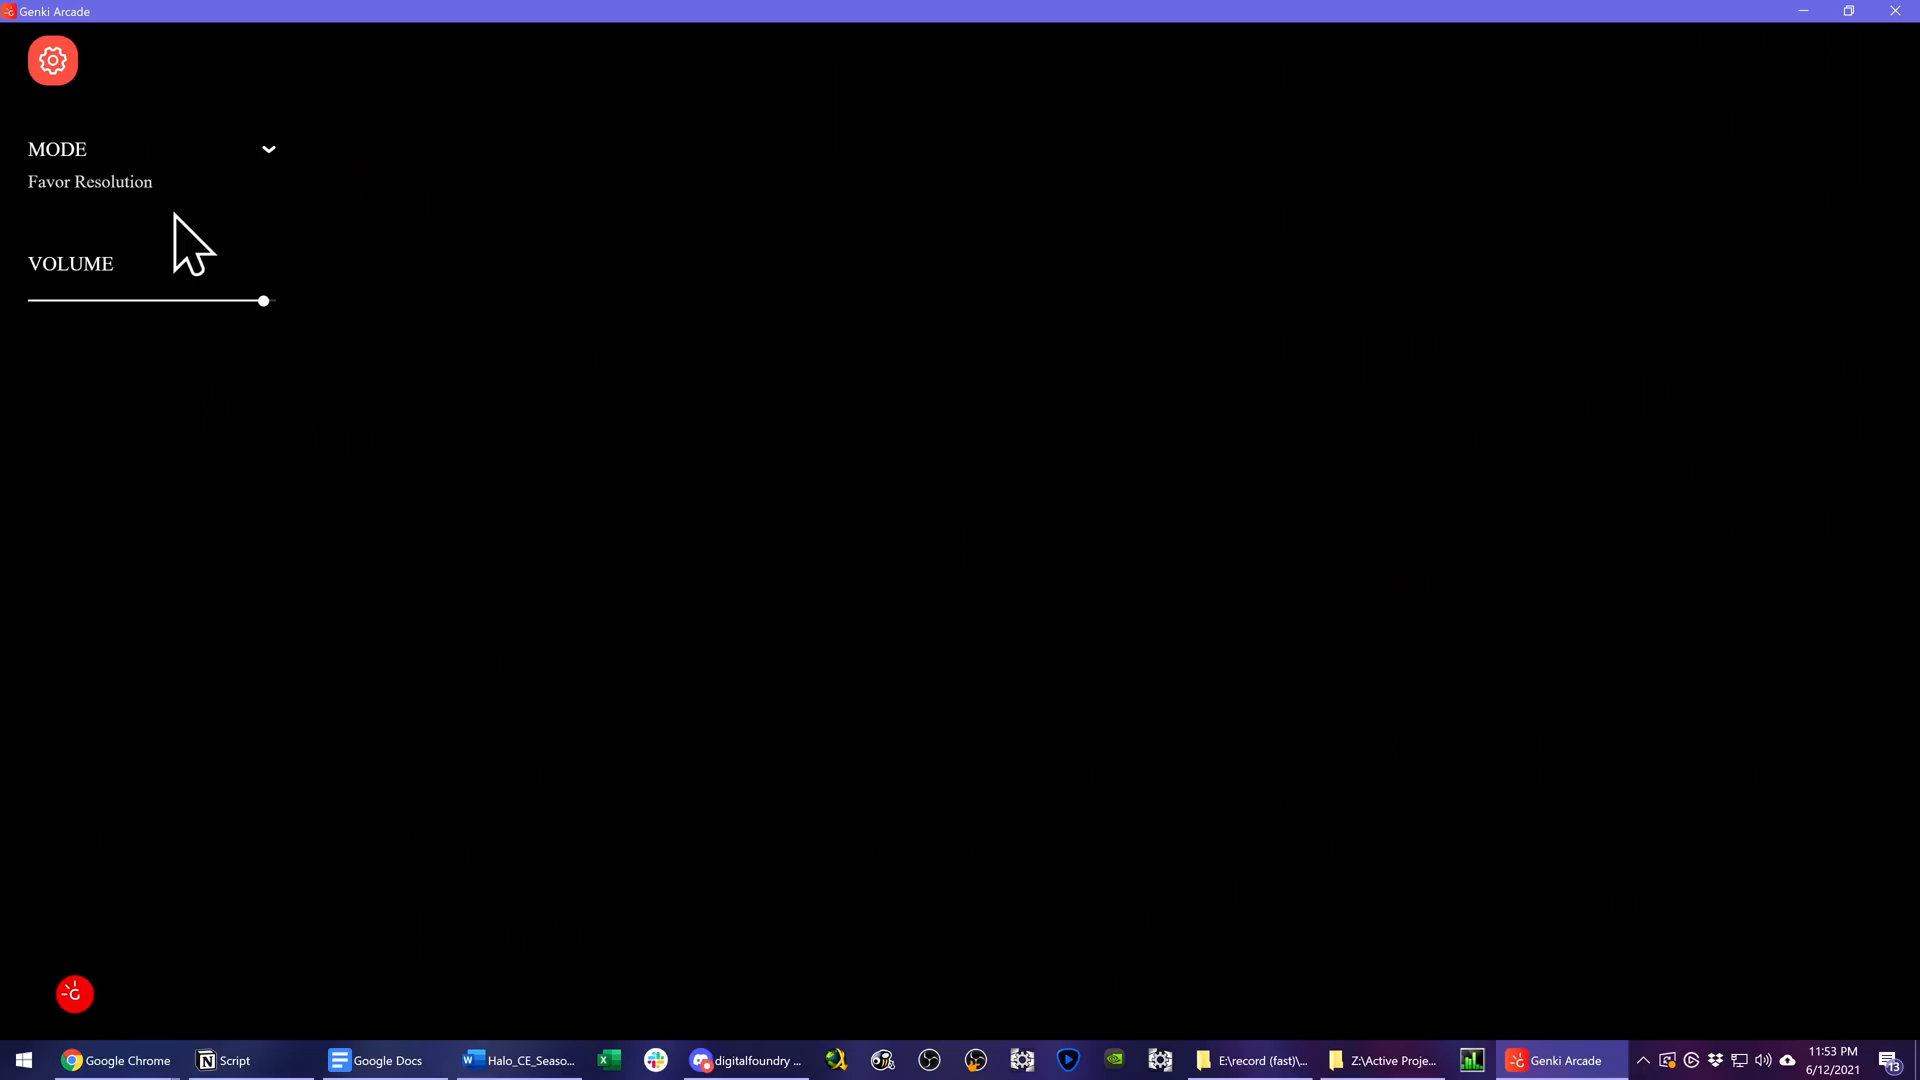 Genki Arcade
MODE
Favor Resolution
VOLUME
Google Chrome
Script
Google Docs
Halo_CE_Seaso...
digitalfoundry ...
E:\record (fast)\...
Z:\Active Proje...
Genki Arcade
11:53 PM
6/12/2021
13